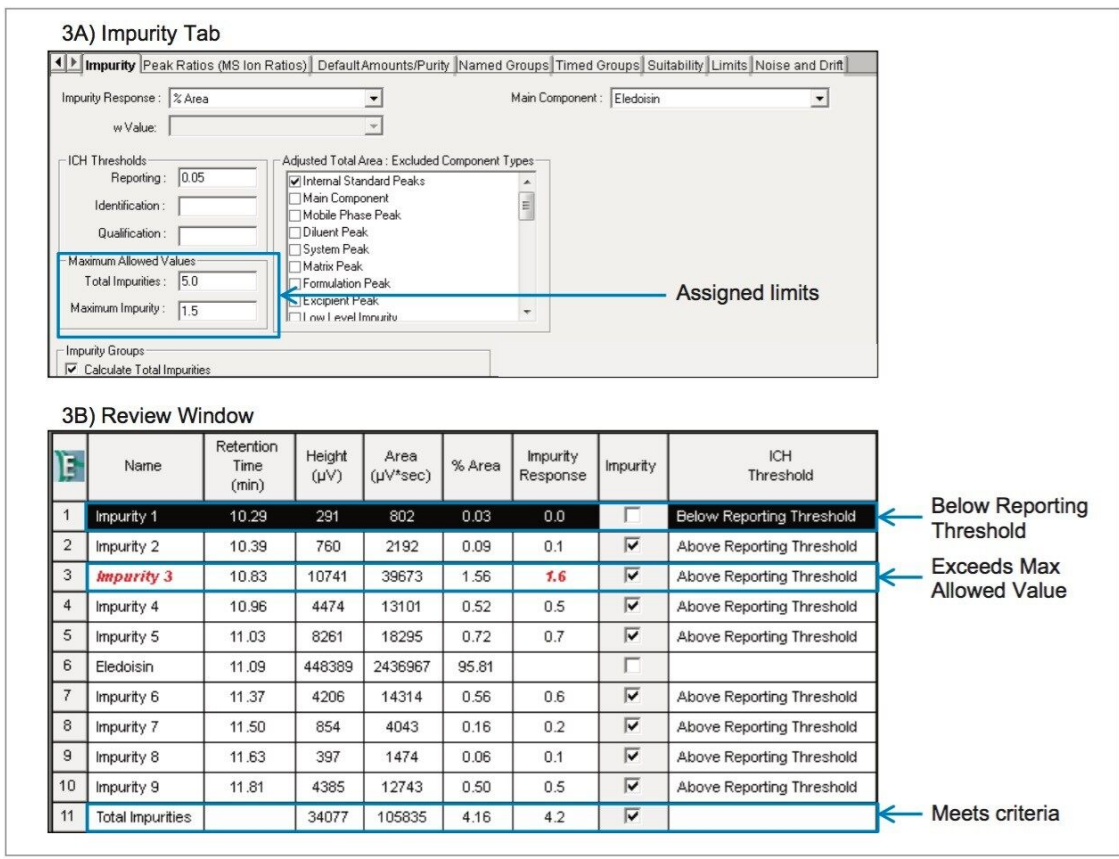 3A) Impurity Tab
Impurity Peak Ratios (MS Ion Ratios) Default Amounts/Purity Named Groups Timed Groups Suitability Limits Noise and Drift
Impurity Response : % Area Main Component : Eledoisin
w Value:
ICH Thresholds
Reporting : 0.05
Identification :
Qualification :
Maximum Allowed Values
Total Impurities : 5.0
Maximum Impurity : 1.5
Adjusted Total Area : Excluded Component Types
Internal Standard Peaks
Main Component
Mobile Phase Peak
Diluent Peak
System Peak
Matrix Peak
Formulation Peak
Excipient Peak
Low Level Impurity
Assigned limits
Impurity Groups
Calculate Total Impurities
3B) Review Window
Name Retention Time (min) Height (µV) Area (µV*sec) % Area Impurity Response Impurity ICH Threshold
1 Impurity 1 10.29 291 802 0.03 0.0 Below Reporting Threshold
2 Impurity 2 10.39 760 2192 0.09 0.1 Above Reporting Threshold
3 Impurity 3 10.83 10741 39673 1.56 1.6 Above Reporting Threshold
4 Impurity 4 10.96 4474 13101 0.52 0.5 Above Reporting Threshold
5 Impurity 5 11.03 8261 18295 0.72 0.7 Above Reporting Threshold
6 Eledoisin 11.09 448389 2436967 95.81
7 Impurity 6 11.37 4206 14314 0.56 0.6 Above Reporting Threshold
8 Impurity 7 11.50 854 4043 0.16 0.2 Above Reporting Threshold
9 Impurity 8 11.63 397 1474 0.06 0.1 Above Reporting Threshold
10 Impurity 9 11.81 4385 12743 0.50 0.5 Above Reporting Threshold
11 Total Impurities 34077 105835 4.16 4.2
Below Reporting
Threshold
Exceeds Max
Allowed Value
Meets criteria